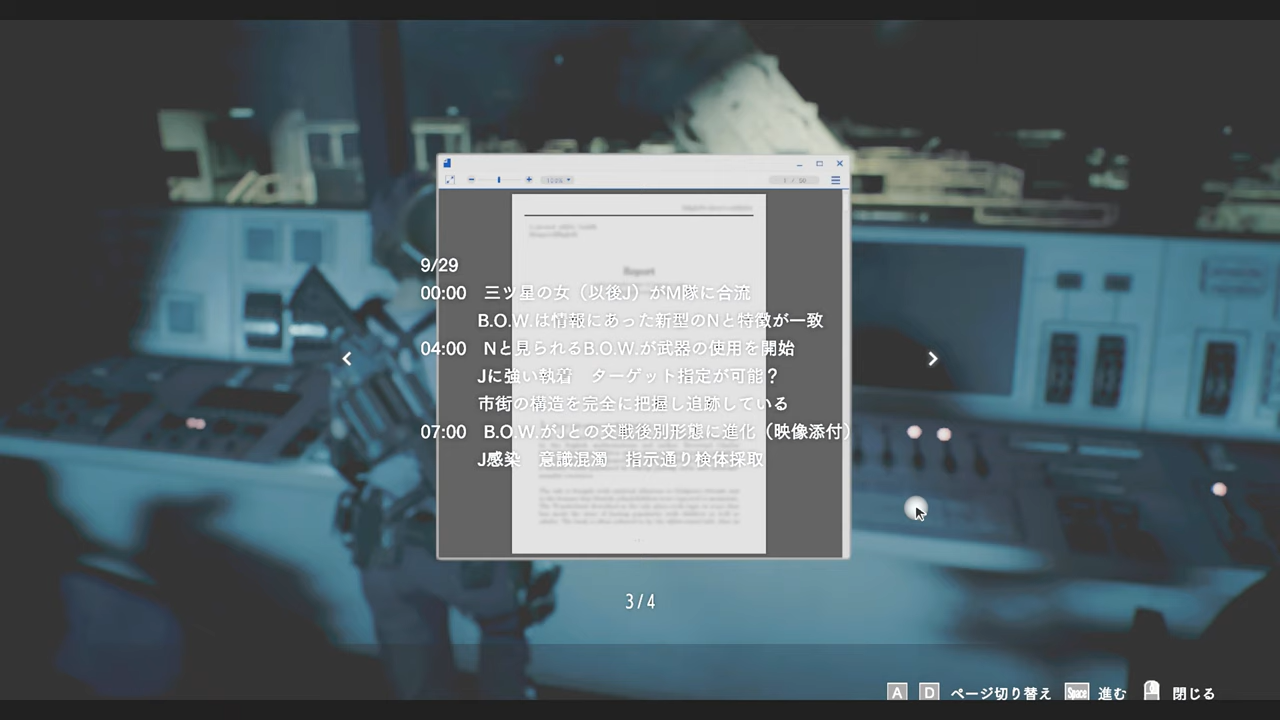 Report
9/29
00:00 三ツ星の女（以後J）がM隊に合流
B.O.W.は情報にあった新型のNと特徴が一致
04:00 Nと見られるB.O.W.が武器の使用を開始
Jに強い執着 ターゲット指定が可能？
市街の構造を完全に把握し追跡している
07:00 B.O.W.がJとの交戦後別形態に進化（映像添付）
J感染 意識混濁 指示通り検体採取
3/4
A D ページ切り替え Space 進む 閉じる